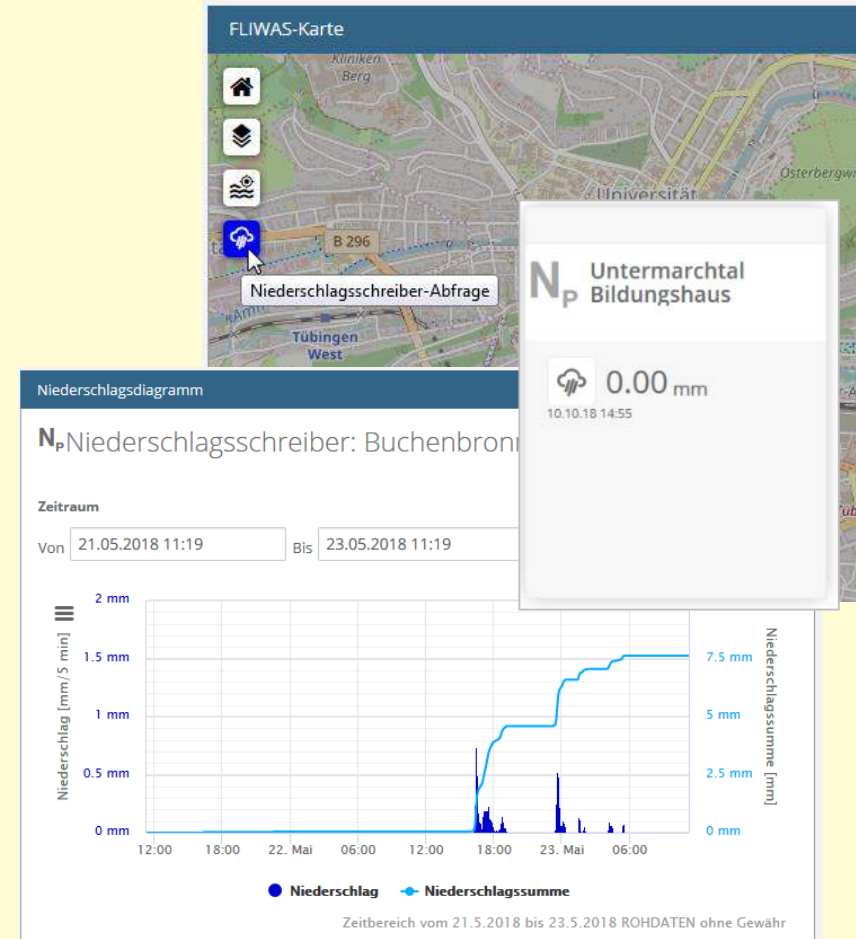 FLIWAS-Karte
Kliniken
Berg
Osterbergwi
Universität
B 296
Niederschlagsschreiber-Abfrage
Tübingen
West
NP Untermarchtal
Bildungshaus
0.00 mm
10.10.18 14:55
Niederschlagsdiagramm
NPNiederschlagsschreiber: Buchenbronn
Zeitraum
Von 21.05.2018 11:19 Bis 23.05.2018 11:19
Niederschlag [mm/5 min]
2 mm
1.5 mm
1 mm
0.5 mm
0 mm
7.5 mm
5 mm
2.5 mm
0 mm
Niederschlagssumme [mm]
12:00 18:00 22. Mai 06:00 12:00 18:00 23. Mai 06:00
Niederschlag Niederschlagssumme
Zeitbereich vom 21.5.2018 bis 23.5.2018 ROHDATEN ohne Gewähr